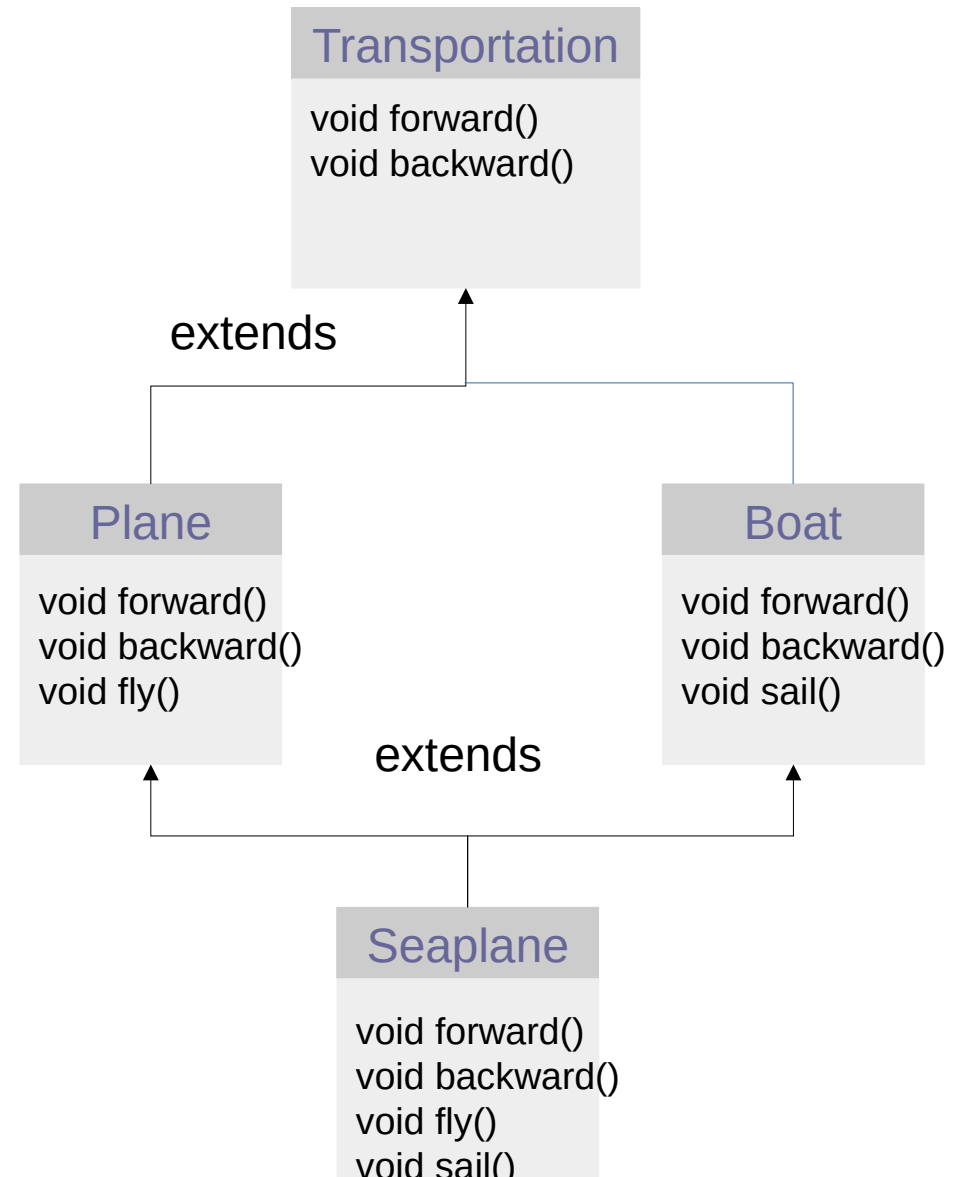 Transportation
void forward()
void backward()
extends
Plane
void forward()
void backward()
void fly()
Boat
void forward()
void backward()
void sail()
extends
Seaplane
void forward()
void backward()
void fly()
void sail()